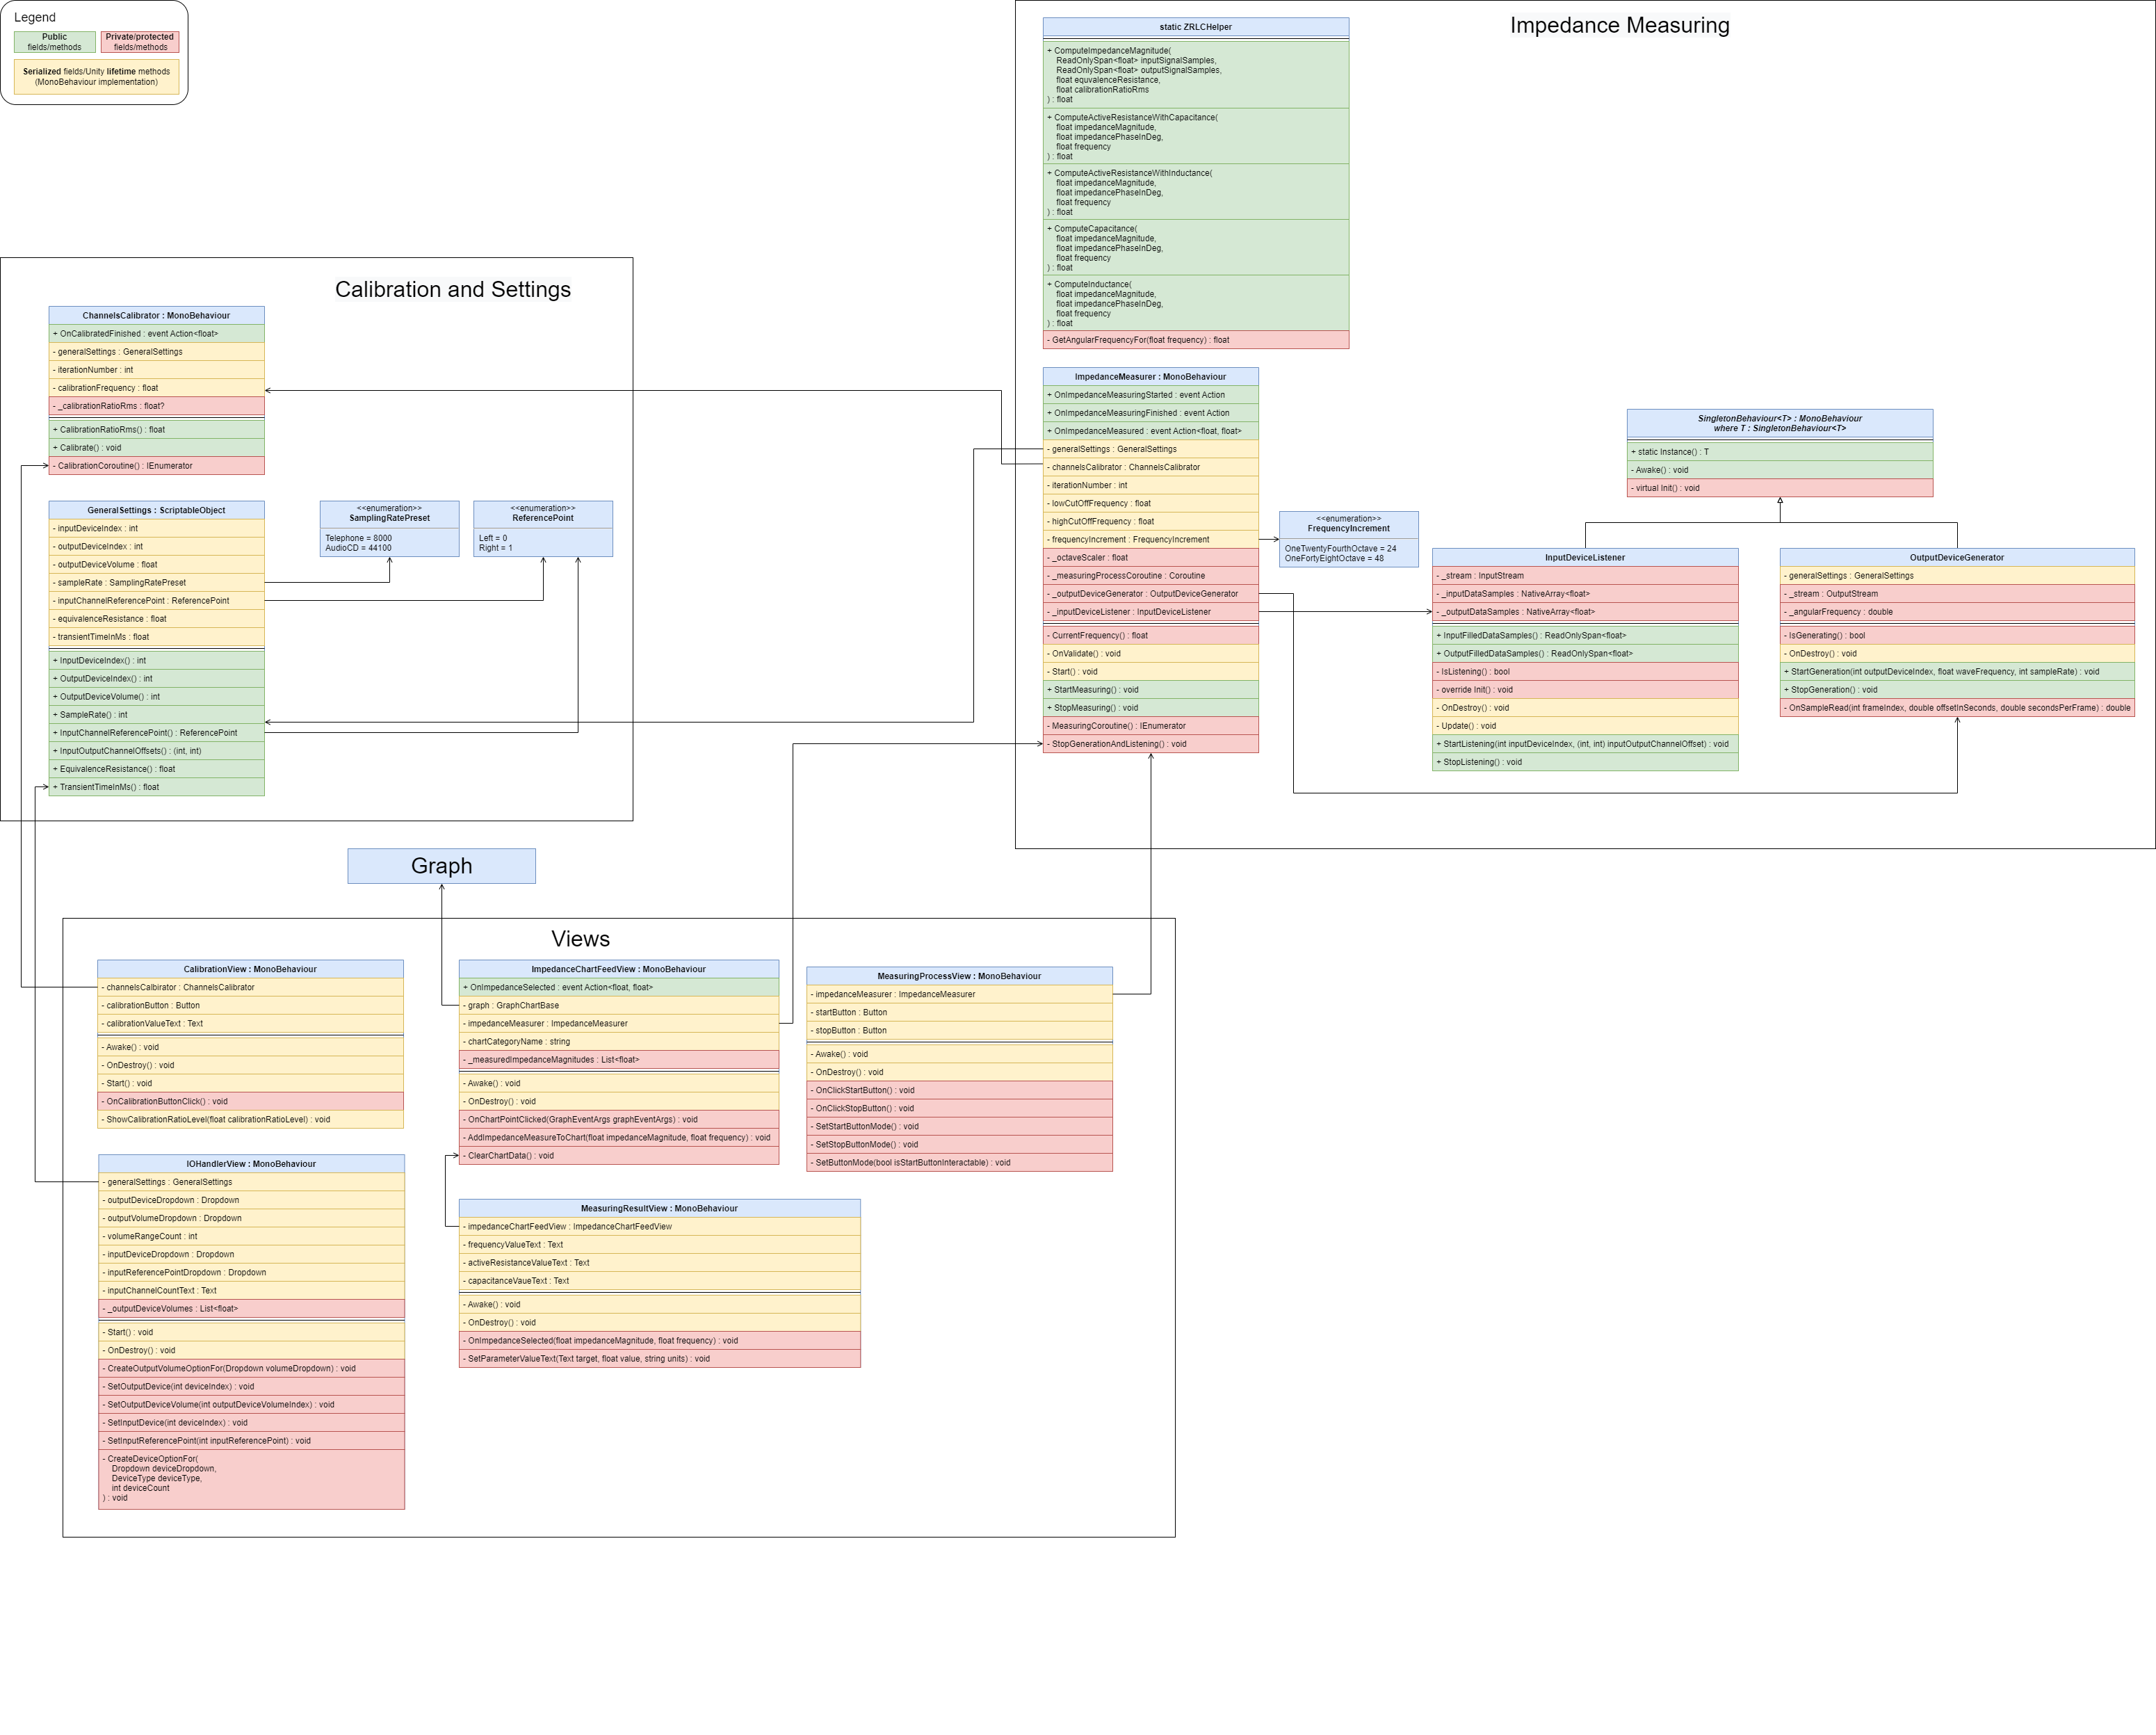 Legend
Public
fields/methods
Private/protected
fields/methods
Serialized fields/Unity lifetime methods
(MonoBehaviour implementation)
Impedance Measuring
static ZRLCHelper
+ ComputeImpedanceMagnitude(
ReadOnlySpan<float> inputSignalSamples,
ReadOnlySpan<float> outputSignalSamples,
float equvalenceResistance,
float calibrationRatioRms
) : float
+ ComputeActiveResistanceWithCapacitance(
float impedanceMagnitude,
float impedancePhaseInDeg,
float frequency
) : float
+ ComputeActiveResistanceWithInductance(
float impedanceMagnitude,
float impedancePhaseInDeg,
float frequency
) : float
+ ComputeCapacitance(
float impedanceMagnitude,
float impedancePhaseInDeg,
float frequency
) : float
+ ComputeInductance(
float impedanceMagnitude,
float impedancePhaseInDeg,
float frequency
) : float
- GetAngularFrequencyFor(float frequency) : float
Calibration and Settings
ChannelsCalibrator : MonoBehaviour
+ OnCalibratedFinished : event Action<float>
- generalSettings : GeneralSettings
- iterationNumber : int
- calibrationFrequency : float
- _calibrationRatioRms : float?
+ CalibrationRatioRms() : float
+ Calibrate() : void
- CalibrationCoroutine() : IEnumerator
GeneralSettings : ScriptableObject
- inputDeviceIndex : int
- outputDeviceIndex : int
- outputDeviceVolume : float
- sampleRate : SamplingRatePreset
- inputChannelReferencePoint : ReferencePoint
- equivalenceResistance : float
- transientTimeInMs : float
+ InputDeviceIndex() : int
+ OutputDeviceIndex() : int
+ OutputDeviceVolume() : int
+ SampleRate() : int
+ InputChannelReferencePoint() : ReferencePoint
+ InputOutputChannelOffsets() : (int, int)
+ EquivalenceResistance() : float
+ TransientTimeInMs() : float
<<enumeration>>
SamplingRatePreset
Telephone = 8000
AudioCD = 44100
<<enumeration>>
ReferencePoint
Left = 0
Right = 1
ImpedanceMeasurer : MonoBehaviour
+ OnImpedanceMeasuringStarted : event Action
+ OnImpedanceMeasuringFinished : event Action
+ OnImpedanceMeasured : event Action<float, float>
- generalSettings : GeneralSettings
- channelsCalibrator : ChannelsCalibrator
- iterationNumber : int
- lowCutOffFrequency : float
- highCutOffFrequency : float
- frequencyIncrement : FrequencyIncrement
- _octaveScaler : float
- _measuringProcessCoroutine : Coroutine
- _outputDeviceGenerator : OutputDeviceGenerator
- _inputDeviceListener : InputDeviceListener
- CurrentFrequency() : float
- OnValidate() : void
- Start() : void
+ StartMeasuring() : void
+ StopMeasuring() : void
- MeasuringCoroutine() : IEnumerator
- StopGenerationAndListening() : void
<<enumeration>>
FrequencyIncrement
OneTwentyFourthOctave = 24
OneFortyEightOctave = 48
SingletonBehaviour<T> : MonoBehaviour
where T : SingletonBehaviour<T>
+ static Instance() : T
- Awake() : void
- virtual Init() : void
InputDeviceListener
- _stream : InputStream
- _inputDataSamples : NativeArray<float>
- _outputDataSamples : NativeArray<float>
+ InputFilledDataSamples() : ReadOnlySpan<float>
+ OutputFilledDataSamples() : ReadOnlySpan<float>
- IsListening() : bool
- override Init() : void
- OnDestroy() : void
- Update() : void
+ StartListening(int inputDeviceIndex, (int, int) inputOutputChannelOffset) : void
+ StopListening() : void
OutputDeviceGenerator
- generalSettings : GeneralSettings
- _stream : OutputStream
- _angularFrequency : double
- IsGenerating() : bool
- OnDestroy() : void
+ StartGeneration(int outputDeviceIndex, float waveFrequency, int sampleRate) : void
+ StopGeneration() : void
- OnSampleRead(int frameIndex, double offsetInSeconds, double secondsPerFrame) : double
Graph
Views
CalibrationView : MonoBehaviour
- channelsCalbirator : ChannelsCalibrator
- calibrationButton : Button
- calibrationValueText : Text
- Awake() : void
- OnDestroy() : void
- Start() : void
- OnCalibrationButtonClick() : void
- ShowCalibrationRatioLevel(float calibrationRatioLevel) : void
IOHandlerView : MonoBehaviour
- generalSettings : GeneralSettings
- outputDeviceDropdown : Dropdown
- outputVolumeDropdown : Dropdown
- volumeRangeCount : int
- inputDeviceDropdown : Dropdown
- inputReferencePointDropdown : Dropdown
- inputChannelCountText : Text
- _outputDeviceVolumes : List<float>
- Start() : void
- OnDestroy() : void
- CreateOutputVolumeOptionFor(Dropdown volumeDropdown) : void
- SetOutputDevice(int deviceIndex) : void
- SetOutputDeviceVolume(int outputDeviceVolumeIndex) : void
- SetInputDevice(int deviceIndex) : void
- SetInputReferencePoint(int inputReferencePoint) : void
- CreateDeviceOptionFor(
Dropdown deviceDropdown,
DeviceType deviceType,
int deviceCount
) : void
ImpedanceChartFeedView : MonoBehaviour
+ OnImpedanceSelected : event Action<float, float>
- graph : GraphChartBase
- impedanceMeasurer : ImpedanceMeasurer
- chartCategoryName : string
- _measuredImpedanceMagnitudes : List<float>
- Awake() : void
- OnDestroy() : void
- OnChartPointClicked(GraphEventArgs graphEventArgs) : void
- AddImpedanceMeasureToChart(float impedanceMagnitude, float frequency) : void
- ClearChartData() : void
MeasuringResultView : MonoBehaviour
- impedanceChartFeedView : ImpedanceChartFeedView
- frequencyValueText : Text
- activeResistanceValueText : Text
- capacitanceVaueText : Text
- Awake() : void
- OnDestroy() : void
- OnImpedanceSelected(float impedanceMagnitude, float frequency) : void
- SetParameterValueText(Text target, float value, string units) : void
MeasuringProcessView : MonoBehaviour
- impedanceMeasurer : ImpedanceMeasurer
- startButton : Button
- stopButton : Button
- Awake() : void
- OnDestroy() : void
- OnClickStartButton() : void
- OnClickStopButton() : void
- SetStartButtonMode() : void
- SetStopButtonMode() : void
- SetButtonMode(bool isStartButtonInteractable) : void